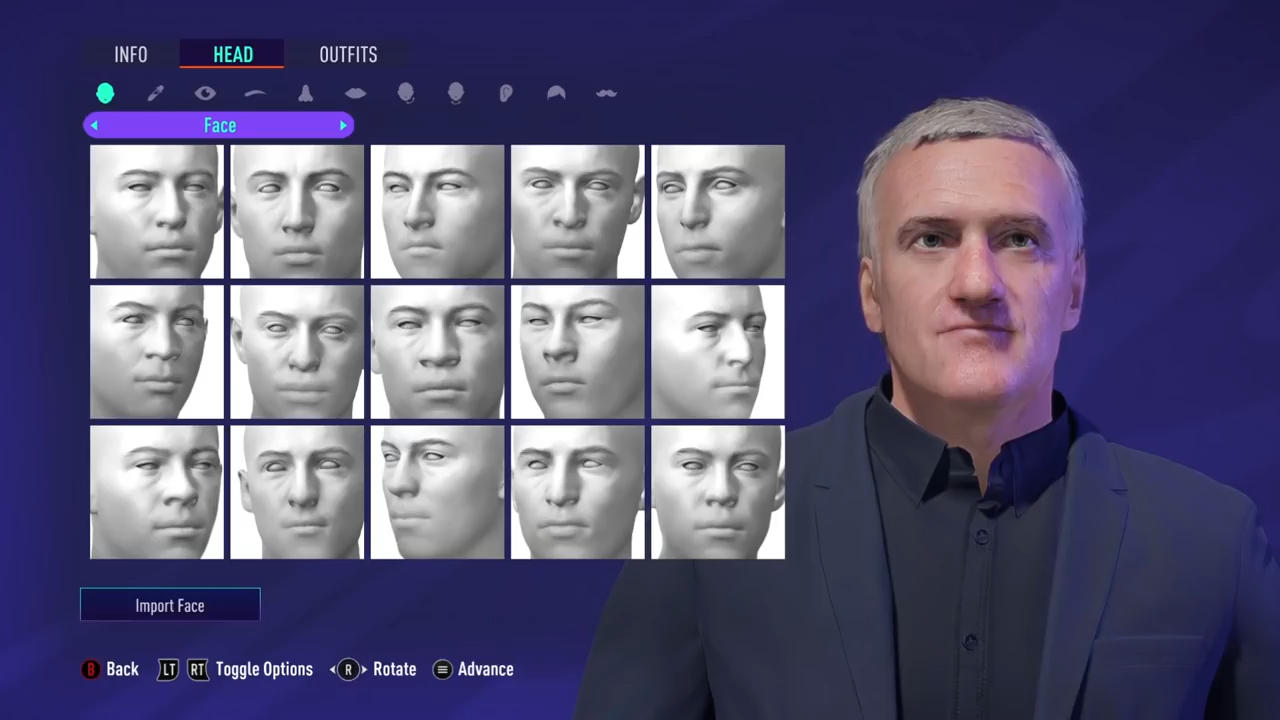 INFO HEAD OUTFITS
Face
Import Face
B Back LT RT Toggle Options R Rotate Advance